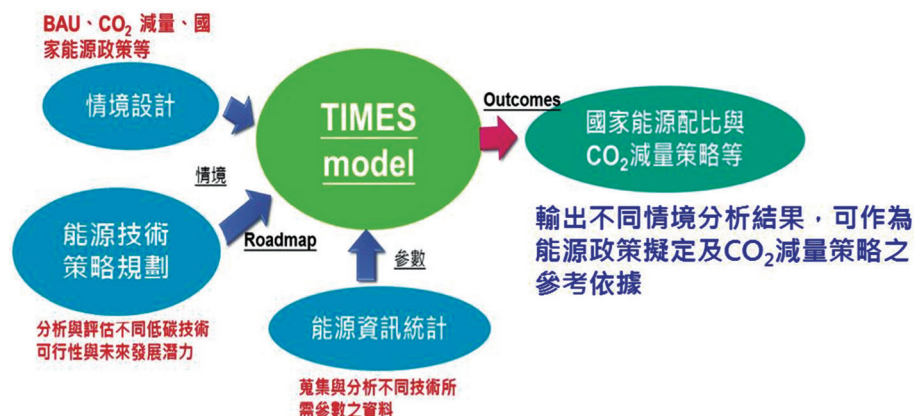 BAU、CO₂ 減量、國
家能源政策等
情境設計
情境
能源技術
策略規劃
Roadmap
分析與評估不同低碳技術
可行性與未來發展潛力
TIMES
model
參數
能源資訊統計
蒐集與分析不同技術所
需參數之資料
Outcomes
國家能源配比與
CO₂減量策略等
輸出不同情境分析結果，可作為
能源政策擬定及CO₂減量策略之
參考依據